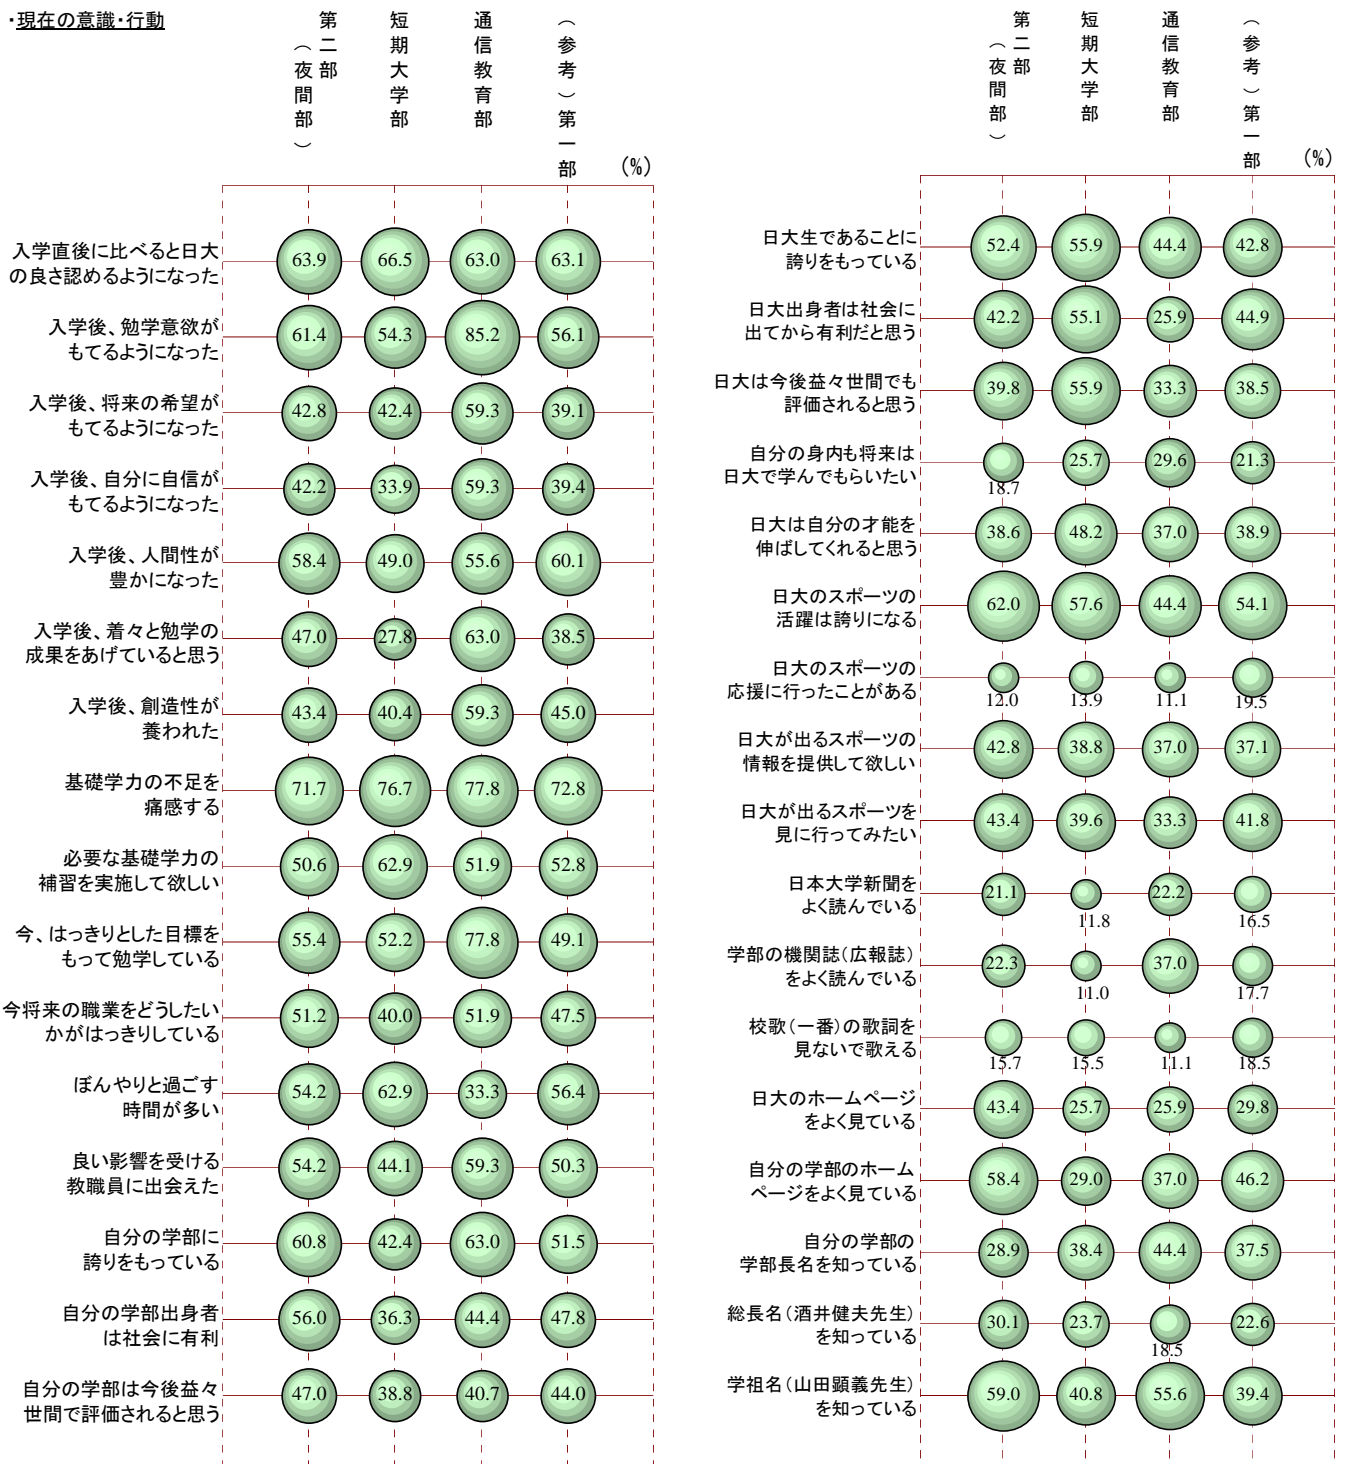 ・現在の意識・行動
第二部（夜間部）
短期大学部
通信教育部
（参考）第一部
(%)
入学直後に比べると日大
の良さ認めるようになった
63.9 66.5 63.0 63.1
入学後、勉学意欲が
もてるようになった
61.4 54.3 85.2 56.1
入学後、将来の希望が
もてるようになった
42.8 42.4 59.3 39.1
入学後、自分に自信が
もてるようになった
42.2 33.9 59.3 39.4
入学後、人間性が
豊かになった
58.4 49.0 55.6 60.1
入学後、着々と勉学の
成果をあげていると思う
47.0 27.8 63.0 38.5
入学後、創造性が
養われた
43.4 40.4 59.3 45.0
基礎学力の不足を
痛感する
71.7 76.7 77.8 72.8
必要な基礎学力の
補習を実施して欲しい
50.6 62.9 51.9 52.8
今、はっきりとした目標を
もって勉学している
55.4 52.2 77.8 49.1
今将来の職業をどうしたい
かがはっきりしている
51.2 40.0 51.9 47.5
ぼんやりと過ごす
時間が多い
54.2 62.9 33.3 56.4
良い影響を受ける
教職員に出会えた
54.2 44.1 59.3 50.3
自分の学部に
誇りをもっている
60.8 42.4 63.0 51.5
自分の学部出身者
は社会に有利
56.0 36.3 44.4 47.8
自分の学部は今後益々
世間で評価されると思う
47.0 38.8 40.7 44.0
第二部（夜間部）
短期大学部
通信教育部
（参考）第一部
(%)
日大生であることに
誇りをもっている
52.4 55.9 44.4 42.8
日大出身者は社会に
出てから有利だと思う
42.2 55.1 25.9 44.9
日大は今後益々世間でも
評価されると思う
39.8 55.9 33.3 38.5
自分の身内も将来は
日大で学んでもらいたい
18.7 25.7 29.6 21.3
日大は自分の才能を
伸ばしてくれると思う
38.6 48.2 37.0 38.9
日大のスポーツの
活躍は誇りになる
62.0 57.6 44.4 54.1
日大のスポーツの
応援に行ったことがある
12.0 13.9 11.1 19.5
日大が出るスポーツの
情報を提供して欲しい
42.8 38.8 37.0 37.1
日大が出るスポーツを
見に行ってみたい
43.4 39.6 33.3 41.8
日本大学新聞を
よく読んでいる
21.1 11.8 22.2 16.5
学部の機関誌（広報誌）
をよく読んでいる
22.3 11.0 37.0 17.7
校歌（一番）の歌詞を
見ないで歌える
15.7 15.5 11.1 18.5
日大のホームページ
をよく見ている
43.4 25.7 25.9 29.8
自分の学部のホーム
ページをよく見ている
58.4 29.0 37.0 46.2
自分の学部の
学部長名を知っている
28.9 38.4 44.4 37.5
総長名（酒井健夫先生）
を知っている
30.1 23.7 18.5 22.6
学祖名（山田顕義先生）
を知っている
59.0 40.8 55.6 39.4